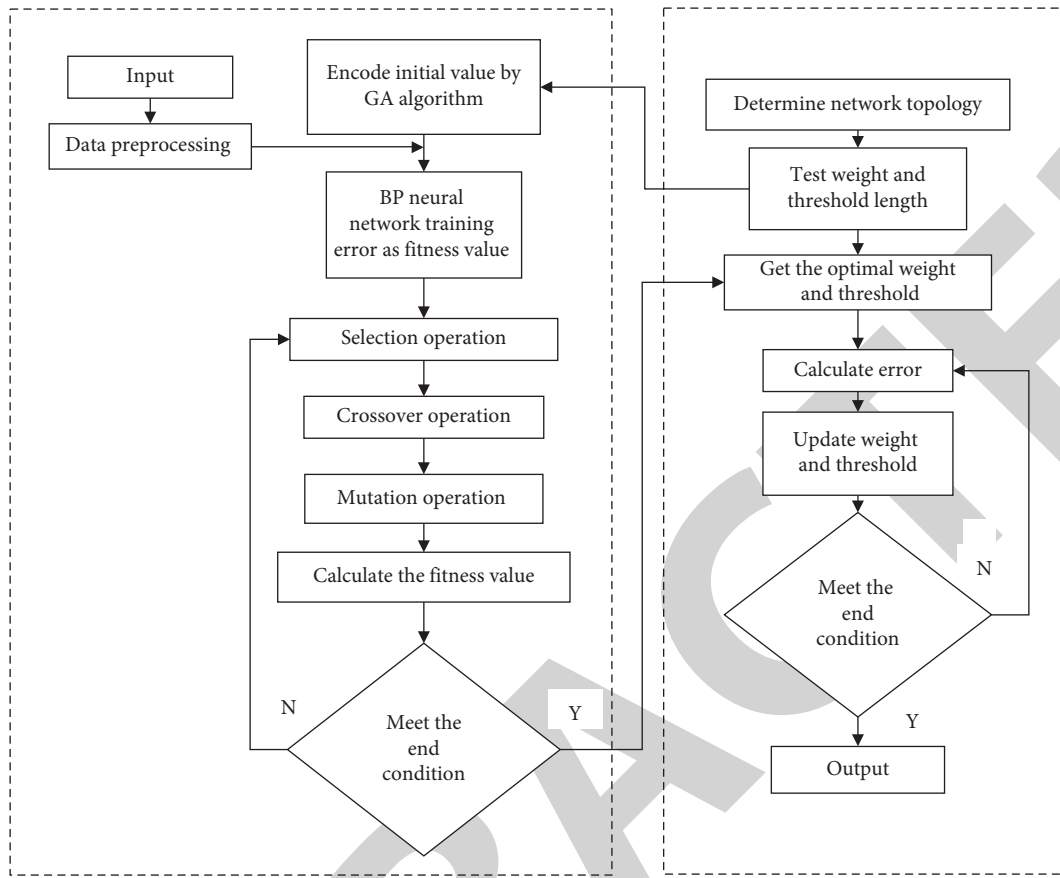 Input
Data preprocessing
Encode initial value by
GA algorithm
BP neural
network training
error as fitness value
Selection operation
Crossover operation
Mutation operation
Calculate the fitness value
Meet the
end
condition
N
Y
Determine network topology
Test weight and
threshold length
Get the optimal weight
and threshold
Calculate error
Update weight
and threshold
Meet the
end
condition
N
Y
Output